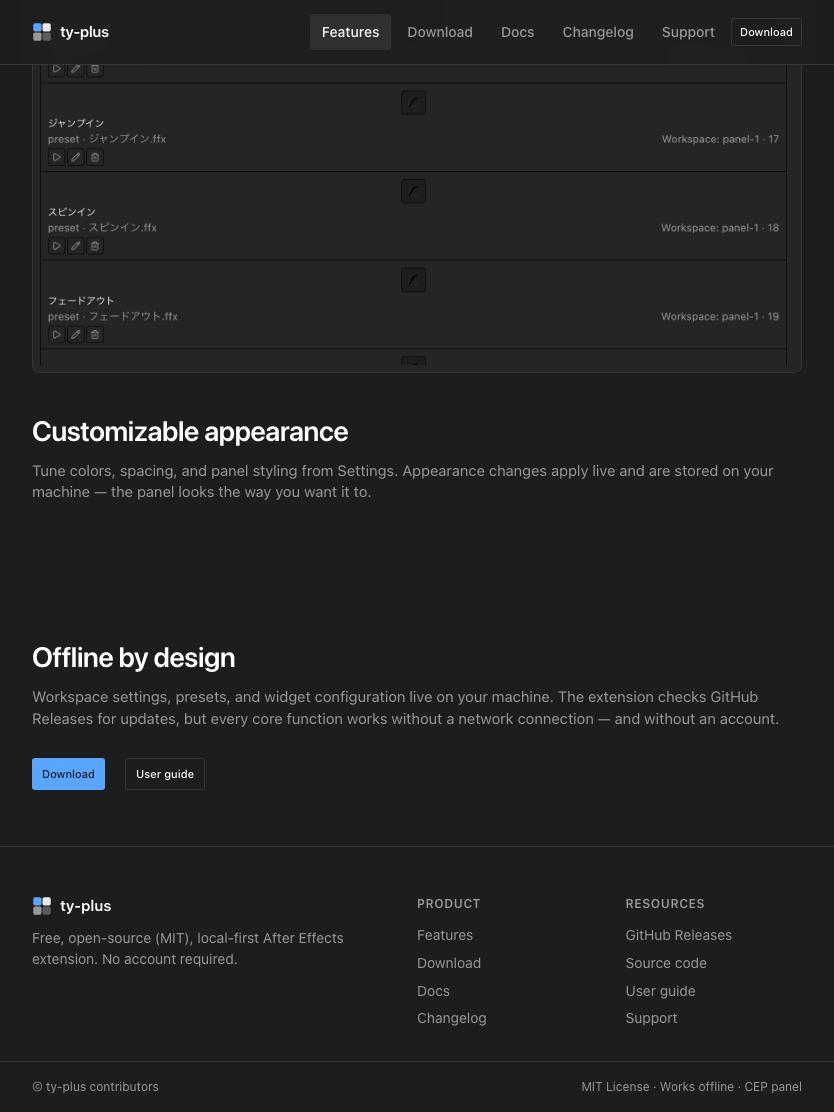 ty-plus
Features
Download
Docs
Changelog
Support
Download
ジャンプイン
preset · ジャンプイン.ffx
Workspace: panel-1 · 17
スピンイン
preset · スピンイン.ffx
Workspace: panel-1 · 18
フェードアウト
preset · フェードアウト.ffx
Workspace: panel-1 · 19
Customizable appearance
Tune colors, spacing, and panel styling from Settings. Appearance changes apply live and are stored on your
machine — the panel looks the way you want it to.
Offline by design
Workspace settings, presets, and widget configuration live on your machine. The extension checks GitHub
Releases for updates, but every core function works without a network connection — and without an account.
Download
User guide
ty-plus
Free, open-source (MIT), local-first After Effects
extension. No account required.
PRODUCT
Features
Download
Docs
Changelog
RESOURCES
GitHub Releases
Source code
User guide
Support
© ty-plus contributors
MIT License · Works offline · CEP panel